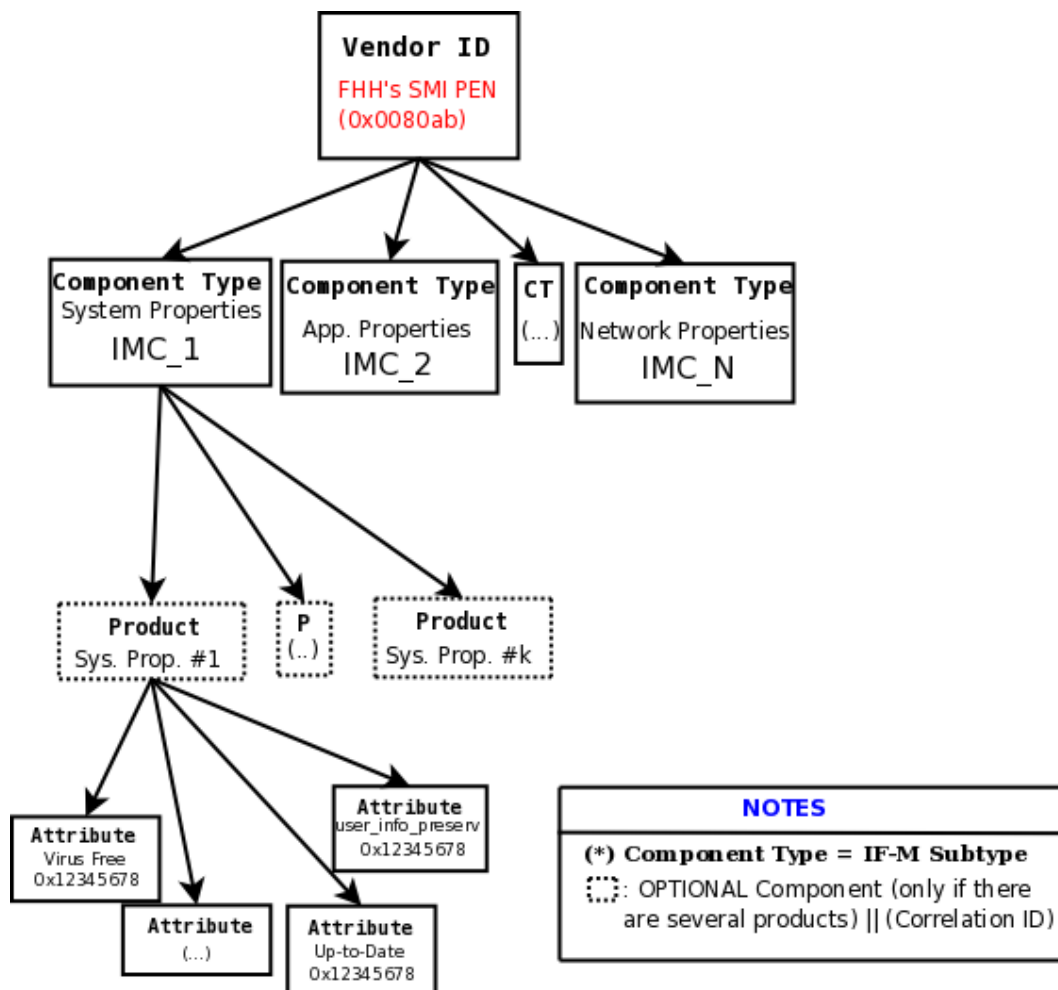 Vendor ID
FHH's SMI PEN
(0x0080ab)
Component Type
System Properties
IMC_1
Component Type
App. Properties
IMC_2
CT
(...)
Component Type
Network Properties
IMC_N
Product
Sys. Prop. #1
P
(..)
Product
Sys. Prop. #k
Attribute
Virus Free
0x12345678
Attribute
(...)
Attribute
Up-to-Date
0x12345678
Attribute
user_info_preserv
0x12345678
NOTES
(*) Component Type = IF-M Subtype
: OPTIONAL Component (only if there
are several products) || (Correlation ID)